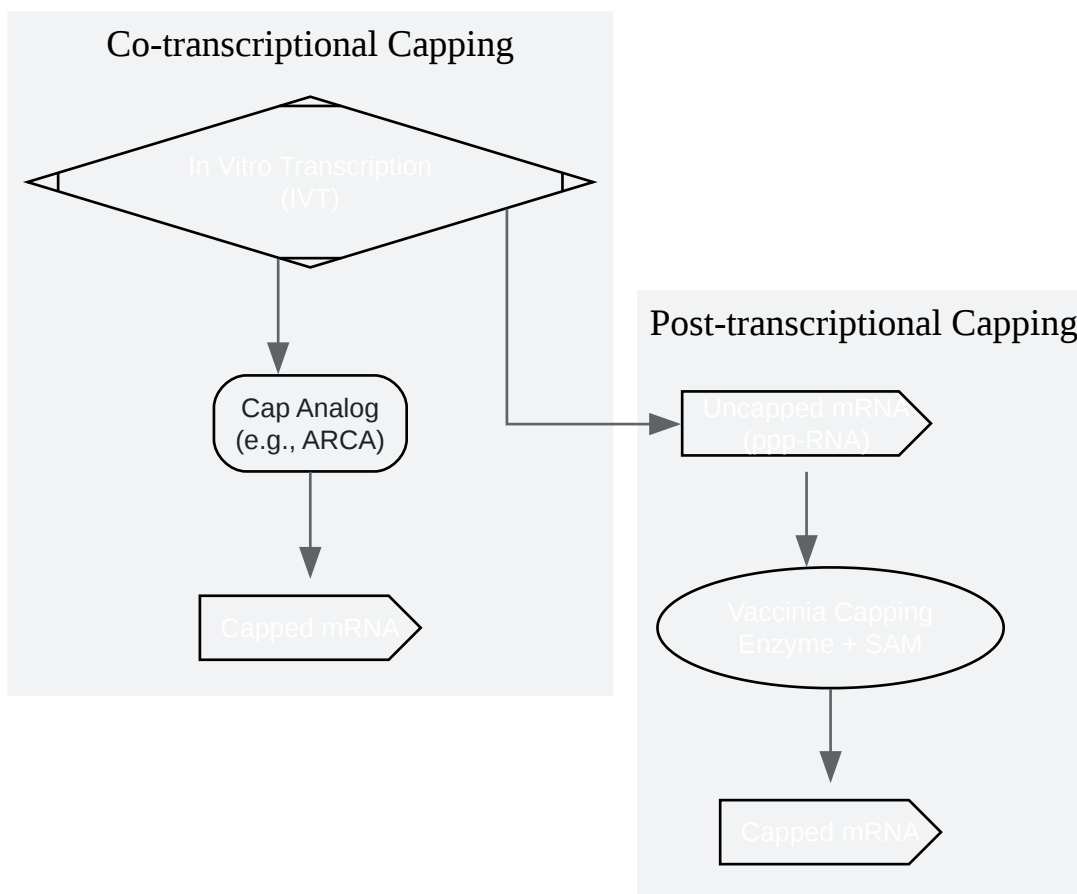 Co-transcriptional Capping
In Vitro Transcription
(IVT)
Cap Analog
(e.g., ARCA)
Capped mRNA
Post-transcriptional Capping
Uncapped mRNA
(ppp-RNA)
Vaccinia Capping
Enzyme + SAM
Capped mRNA